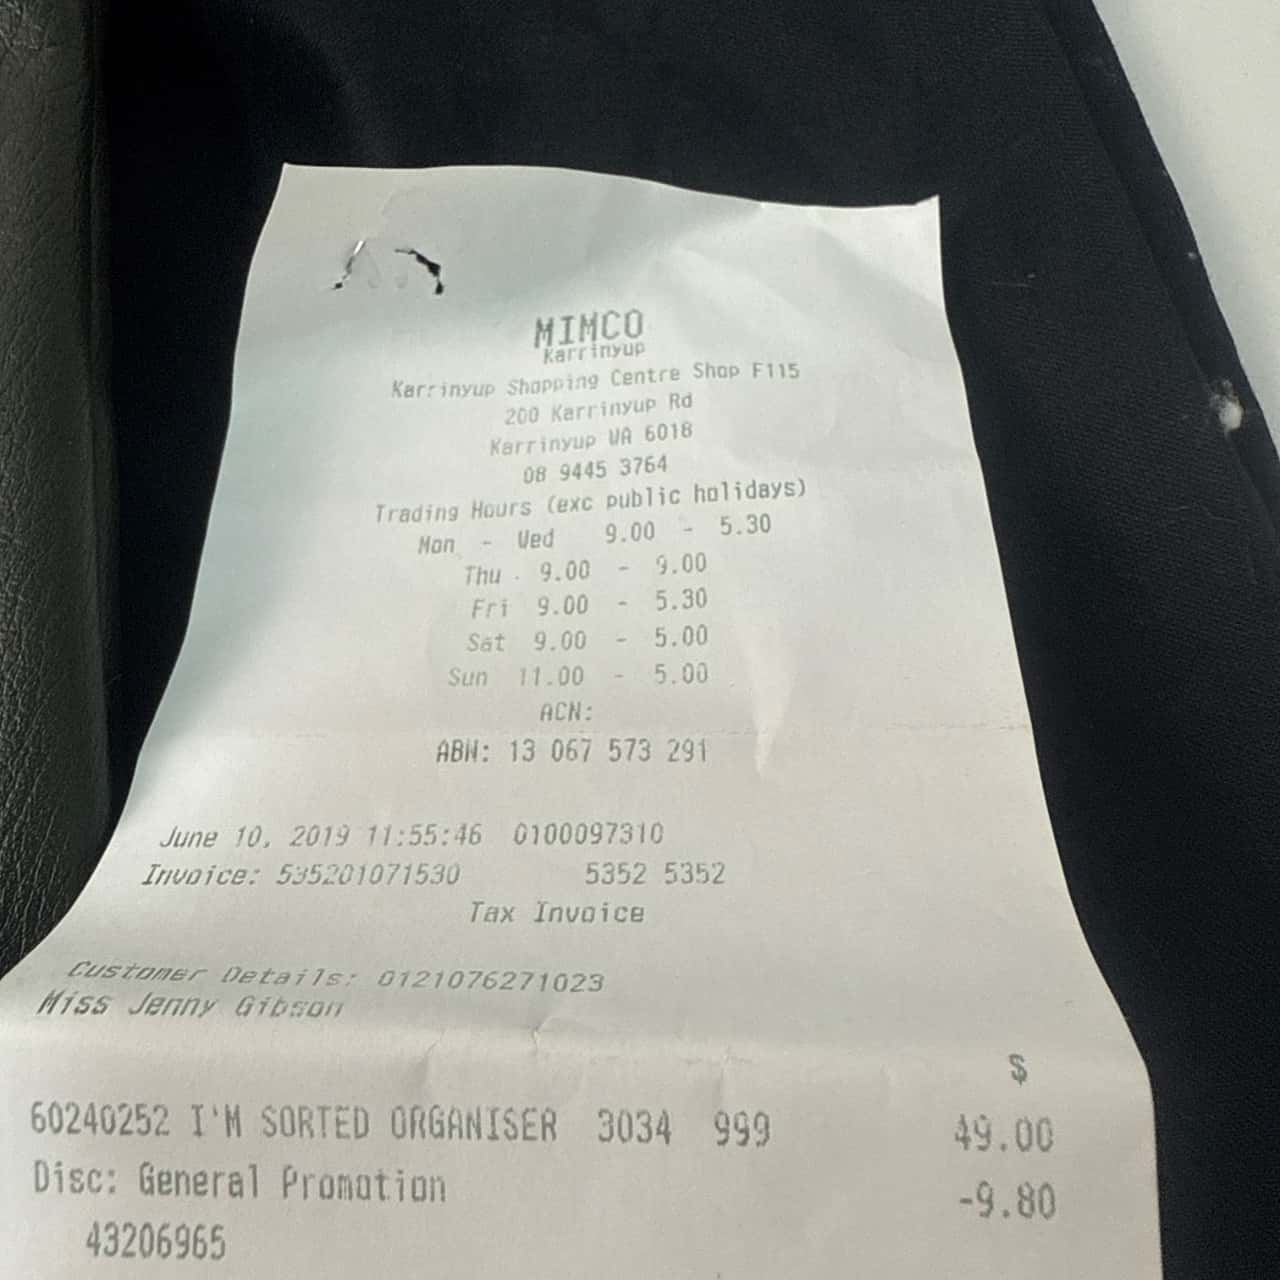 MIMCO
Karrinyup
Karrinyup Shopping Centre Shop F115
200 Karrinyup Rd
Karrinyup WA 6018
08 9445 3764
Trading Hours (exc public holidays)
Mon - Wed 9.00 - 5.30
Thu 9.00 - 9.00
Fri 9.00 - 5.30
Sat 9.00 - 5.00
Sun 11.00 - 5.00
ACN:
ABN: 13 067 573 291
June 10, 2019 11:55:46 0100097310
Invoice: 535201071530 5352 5352
Tax Invoice
Customer Details: 0121076271023
Miss Jenny Gibson
$
60240252 I'M SORTED ORGANISER 3034 999 49.00
Disc: General Promotion -9.80
43206965